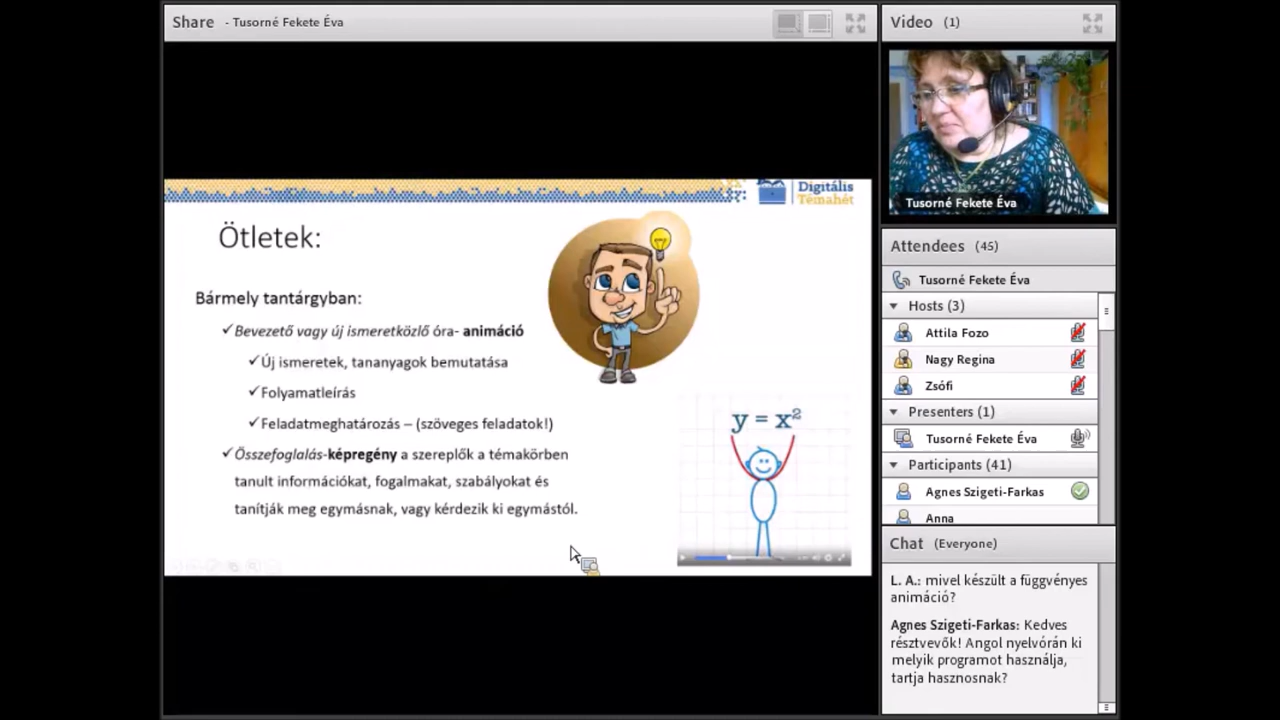 Share - Tusorné Fekete Éva
Digitális
Témahét
Ötletek:
Bármely tantárgyban:
✓Bevezető vagy új ismeretközlő óra- animáció
✓Új ismeretek, tananyagok bemutatása
✓Folyamatleírás
✓Feladatmeghatározás – (szöveges feladatok!)
✓Összefoglalás-képregény a szereplők a témakörben
tanult információkat, fogalmakat, szabályokat és
tanítják meg egymásnak, vagy kérdezik ki egymástól.
y = x²
Video (1)
Tusorné Fekete Éva
Attendees (45)
Tusorné Fekete Éva
Hosts (3)
Attila Fozo
Nagy Regina
Zsófi
Presenters (1)
Tusorné Fekete Éva
Participants (41)
Agnes Szigeti-Farkas
Anna
Chat (Everyone)
L. A.: mivel készült a függvényes
animáció?
Agnes Szigeti-Farkas: Kedves
résztvevők! Angol nyelvórán ki
melyik programot használja,
tartja hasznosnak?